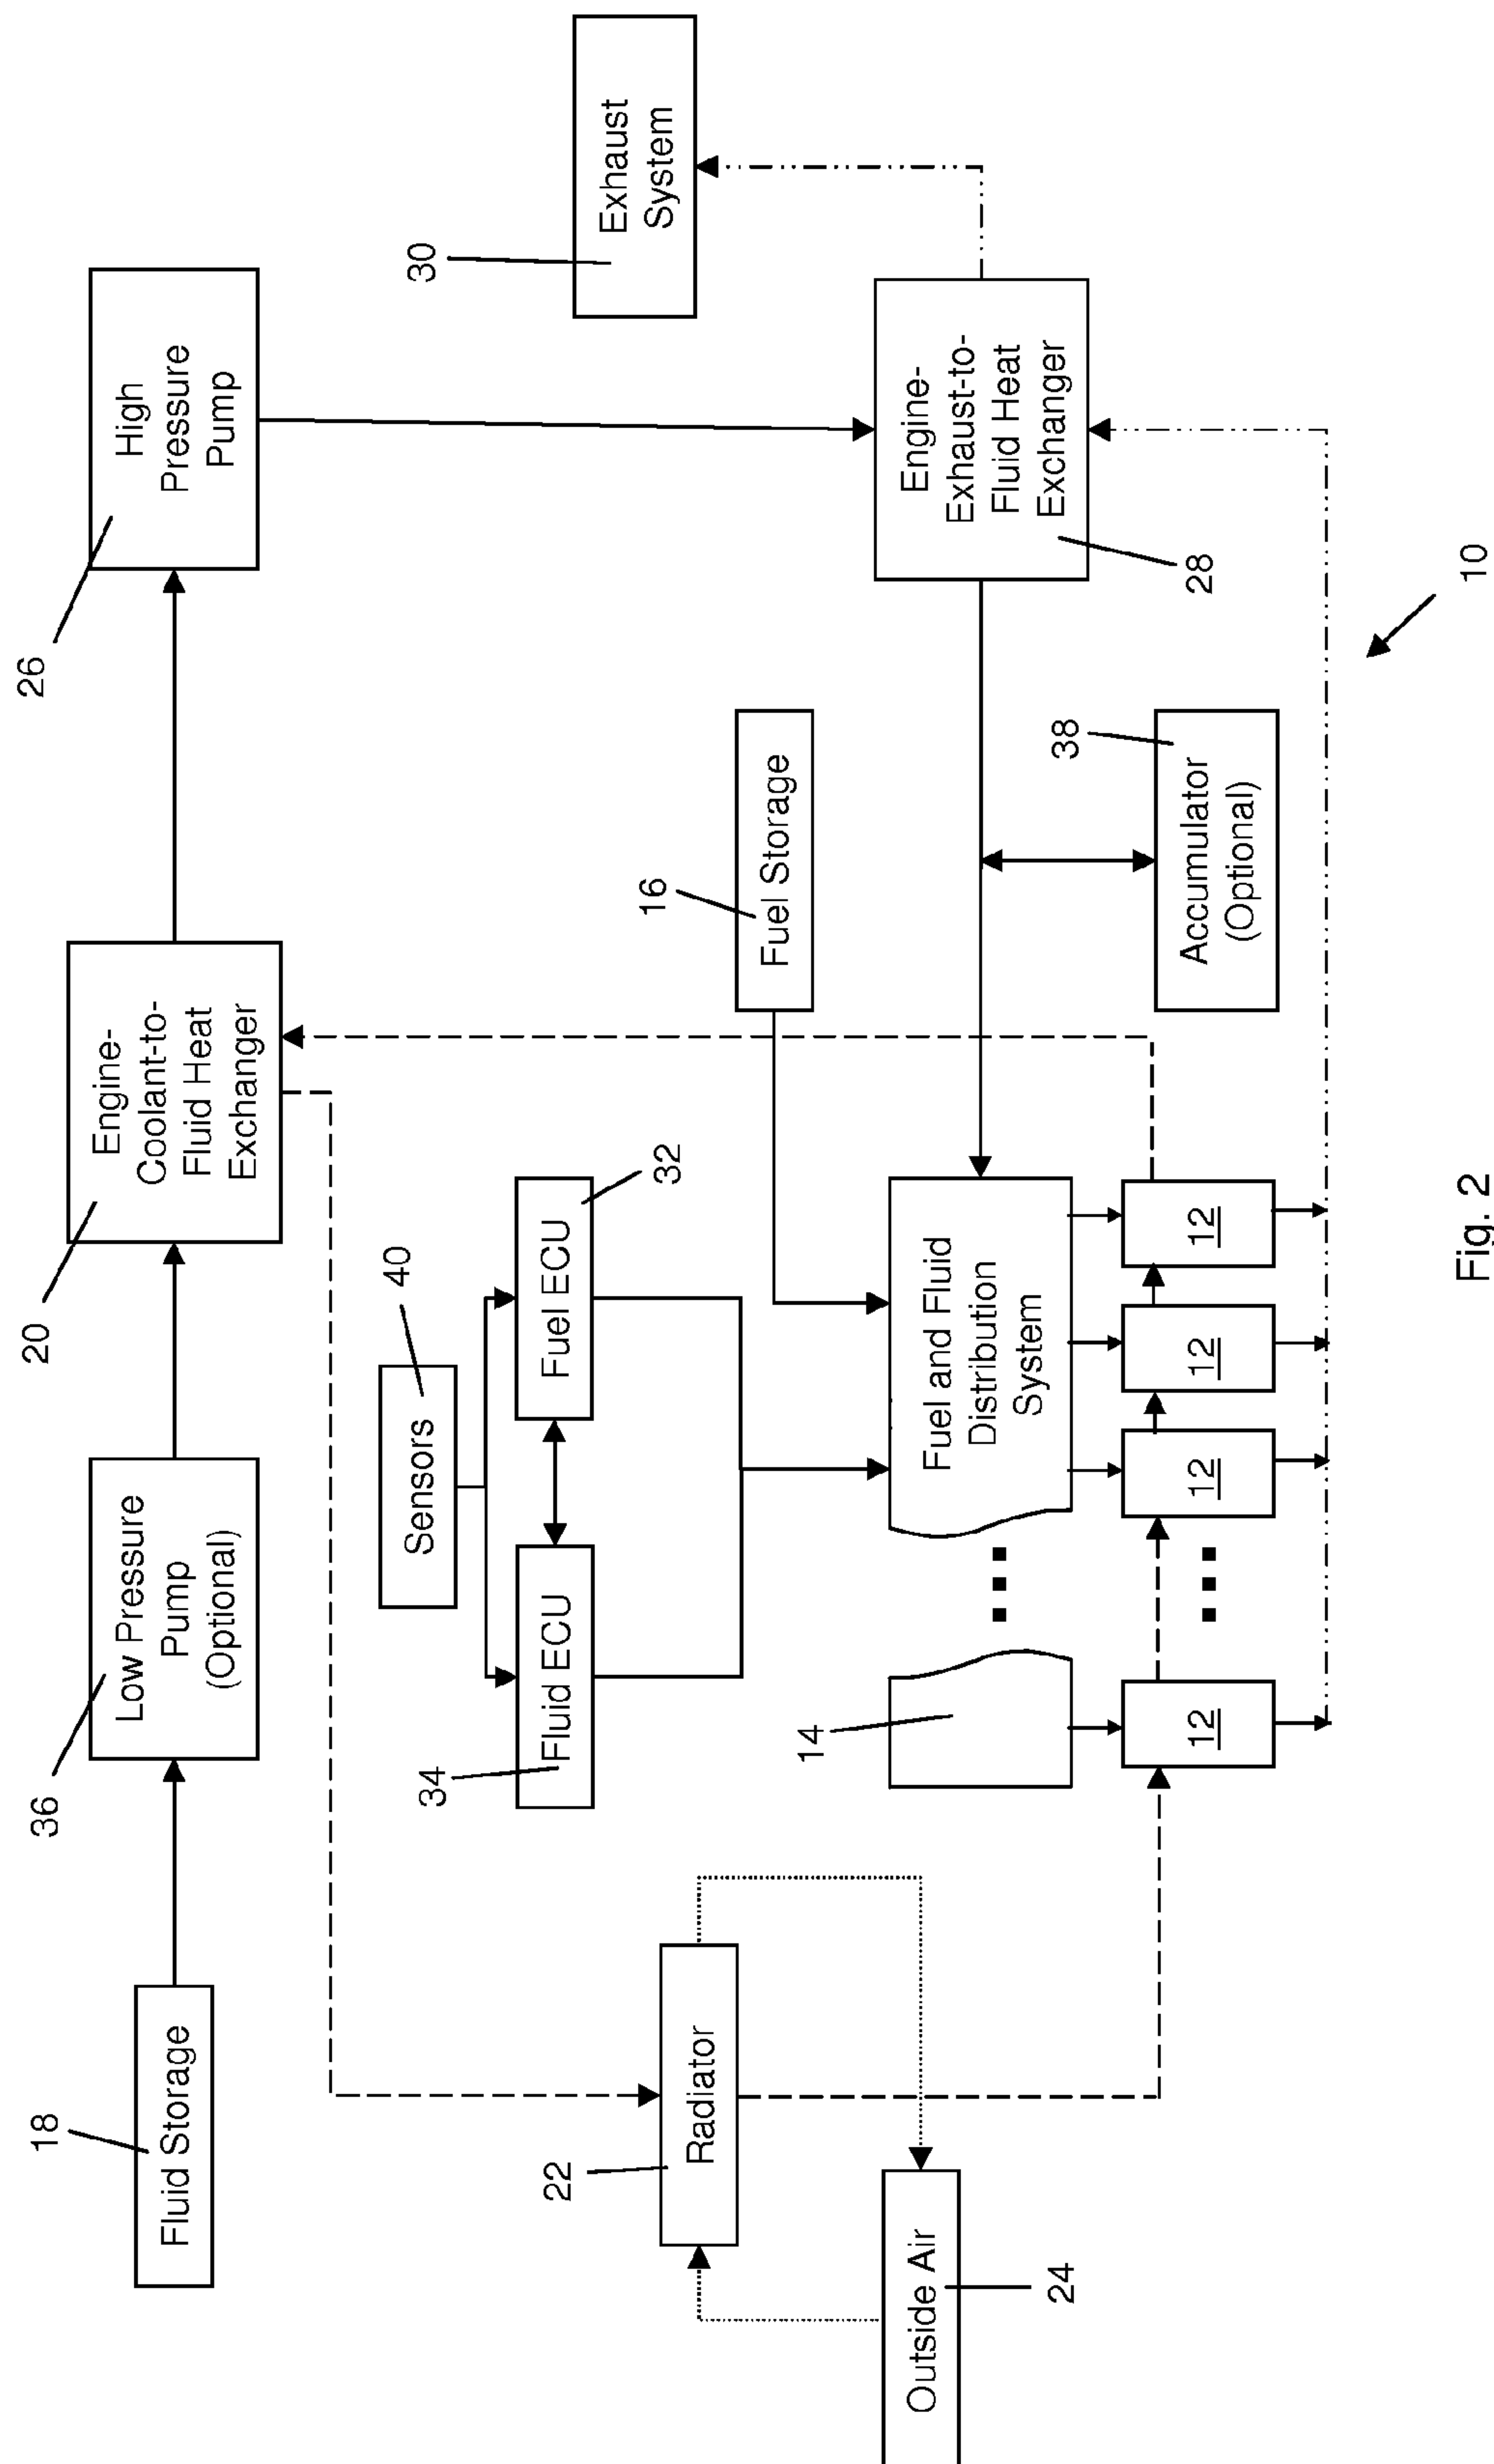 18
Fluid Storage
36
Low Pressure
Pump
(Optional)
20
Engine-
Coolant-to-
Fluid Heat
Exchanger
26
High
Pressure
Pump
30
Exhaust
System
40
Sensors
34
Fluid ECU
Fuel ECU
32
16
Fuel Storage
22
Radiator
24
Outside Air
14
Fuel and Fluid
Distribution
System
Engine-
Exhaust-to-
Fluid Heat
Exchanger
28
38
Accumulator
(Optional)
12
12
12
12
10
Fig. 2